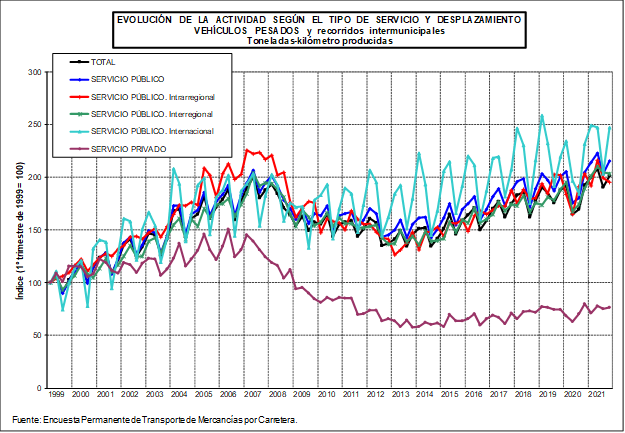 EVOLUCIÓN DE LA ACTIVIDAD SEGÚN EL TIPO DE SERVICIO Y DESPLAZAMIENTO
VEHÍCULOS PESADOS y recorridos intermunicipales
Toneladas-kilómetro producidas
TOTAL
SERVICIO PÚBLICO
SERVICIO PÚBLICO. Intrarregional
SERVICIO PÚBLICO. Interregional
SERVICIO PÚBLICO. Internacional
SERVICIO PRIVADO
Índice (1º trimestre de 1999 = 100)
300
250
200
150
100
50
0
1999 2000 2001 2002 2003 2004 2005 2006 2007 2008 2009 2010 2011 2012 2013 2014 2015 2016 2017 2018 2019 2020 2021
Fuente: Encuesta Permanente de Transporte de Mercancías por Carretera.